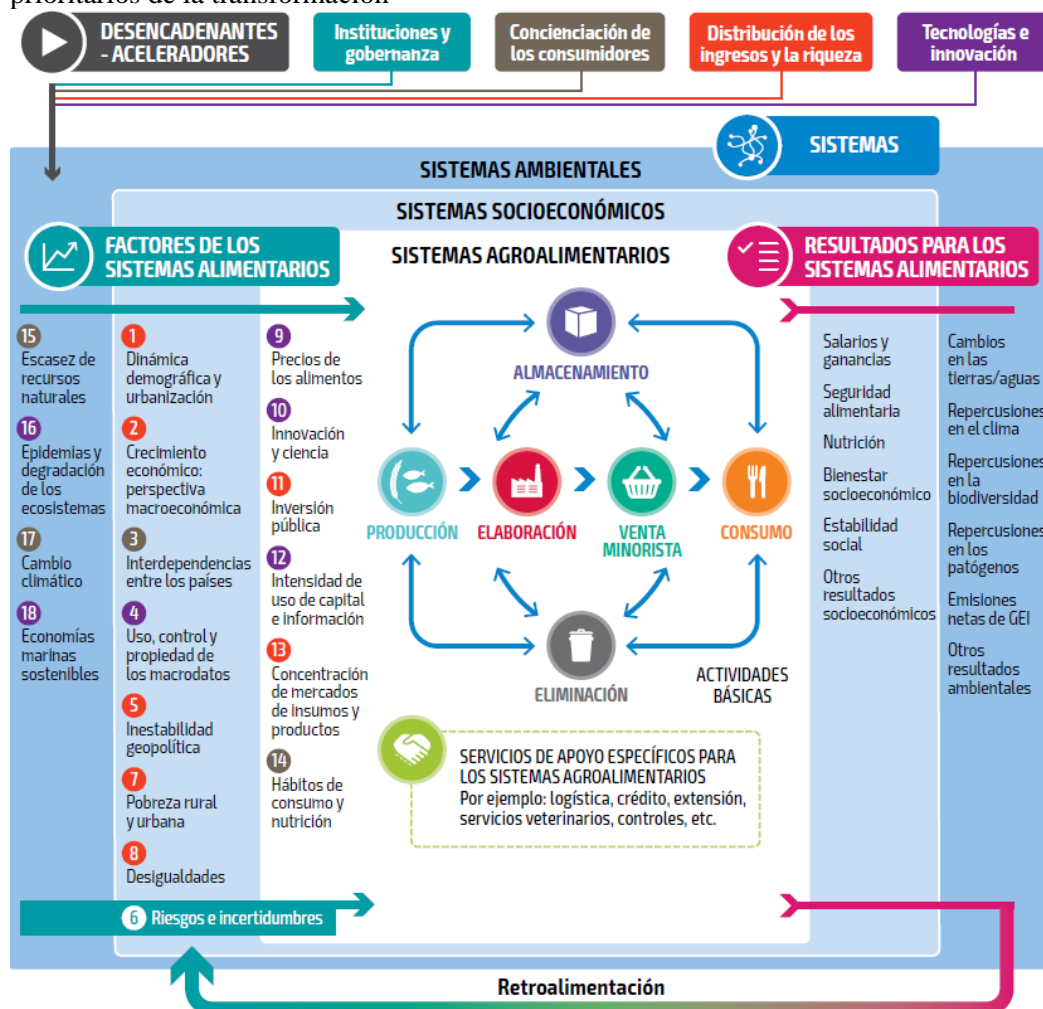 prioritarios de la transformación
DESENCADENANTES
- ACELERADORES
Instituciones y
gobernanza
Concienciación de
los consumidores
Distribución de los
ingresos y la riqueza
Tecnologías e
innovación
SISTEMAS
SISTEMAS AMBIENTALES
SISTEMAS SOCIOECONÓMICOS
SISTEMAS AGROALIMENTARIOS
FACTORES DE LOS
SISTEMAS ALIMENTARIOS
RESULTADOS PARA LOS
SISTEMAS ALIMENTARIOS
15
Escasez de
recursos
naturales
16
Epidemias y
degradación
de los
ecosistemas
17
Cambio
climático
18
Economías
marinas
sostenibles
1
Dinámica
demográfica y
urbanización
2
Crecimiento
económico:
perspectiva
macroeconómica
3
Interdependencias
entre los países
4
Uso, control y
propiedad de
los macrodatos
5
Inestabilidad
geopolítica
7
Pobreza rural
y urbana
8
Desigualdades
9
Precios de
los alimentos
10
Innovación
y ciencia
11
Inversión
pública
12
Intensidad de
uso de capital
e información
13
Concentración
de mercados
de insumos y
productos
14
Hábitos de
consumo y
nutrición
ALMACENAMIENTO
PRODUCCIÓN
ELABORACIÓN
VENTA
MINORISTA
CONSUMO
ELIMINACIÓN
ACTIVIDADES
BÁSICAS
SERVICIOS DE APOYO ESPECÍFICOS PARA
LOS SISTEMAS AGROALIMENTARIOS
Por ejemplo: logística, crédito, extensión,
servicios veterinarios, controles, etc.
Salarios y
ganancias
Seguridad
alimentaria
Nutrición
Bienestar
socioeconómico
Estabilidad
social
Otros
resultados
socioeconómicos
Cambios
en las
tierras/aguas
Repercusiones
en el clima
Repercusiones
en la
biodiversidad
Repercusiones
en los
patógenos
Emisiones
netas de GEI
Otros
resultados
ambientales
6 Riesgos e incertidumbres
Retroalimentación